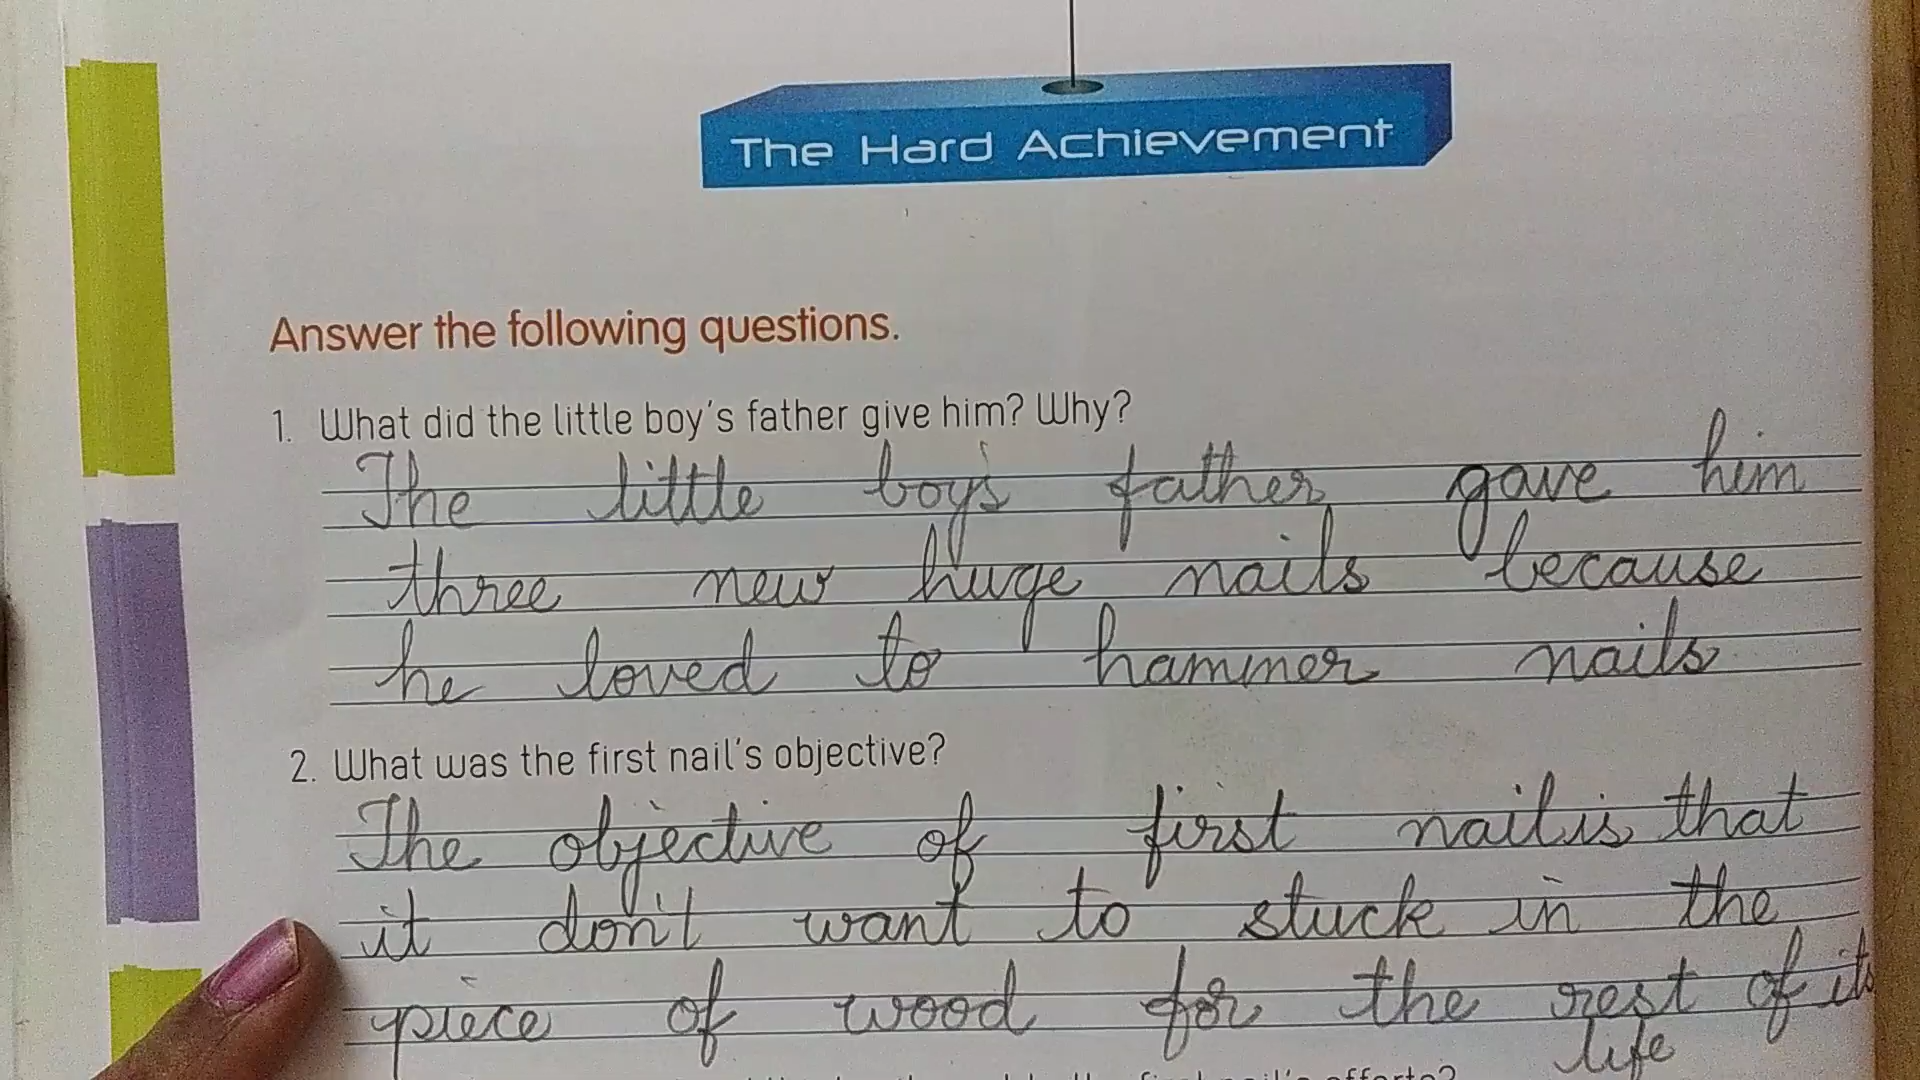 The Hard Achievement
Answer the following questions.
1. What did the little boy's father give him? Why?
The little boy's father gave him
three new huge nails because
he loved to hammer nails
2. What was the first nail's objective?
The objective of first nail is that
it don't want to stuck in the
piece of wood for the rest of its
life